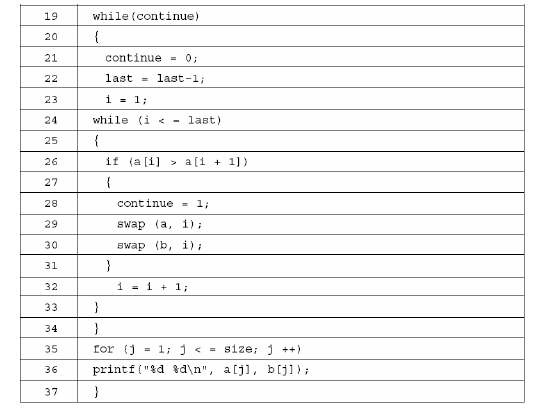 19 while(continue)
20 {
21 continue = 0;
22 last = last-1;
23 i = 1;
24 while (i < = last)
25 {
26 if (a[i] > a[i + 1])
27 {
28 continue = 1;
29 swap (a, i);
30 swap (b, i);
31 }
32 i = i + 1;
33 }
34 }
35 for (j = 1; j < = size; j ++)
36 printf("%d %d\n", a[j], b[j]);
37 }